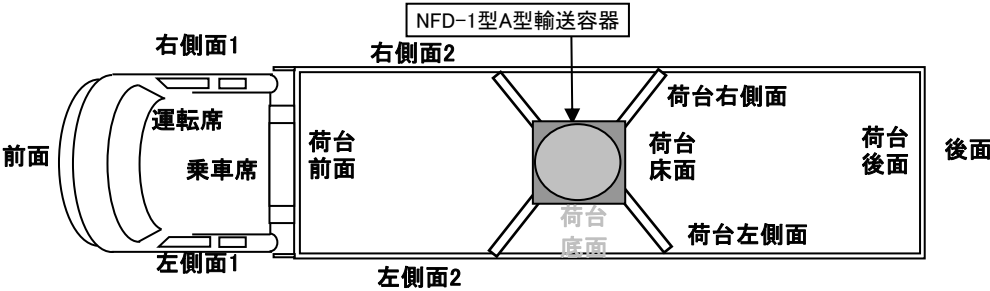 NFD-1型A型輸送容器
右側面1
右側面2
荷台右側面
運転席
前面
乗車席
荷台
前面
荷台
床面
荷台
後面
後面
荷台
底面
荷台左側面
左側面1
左側面2